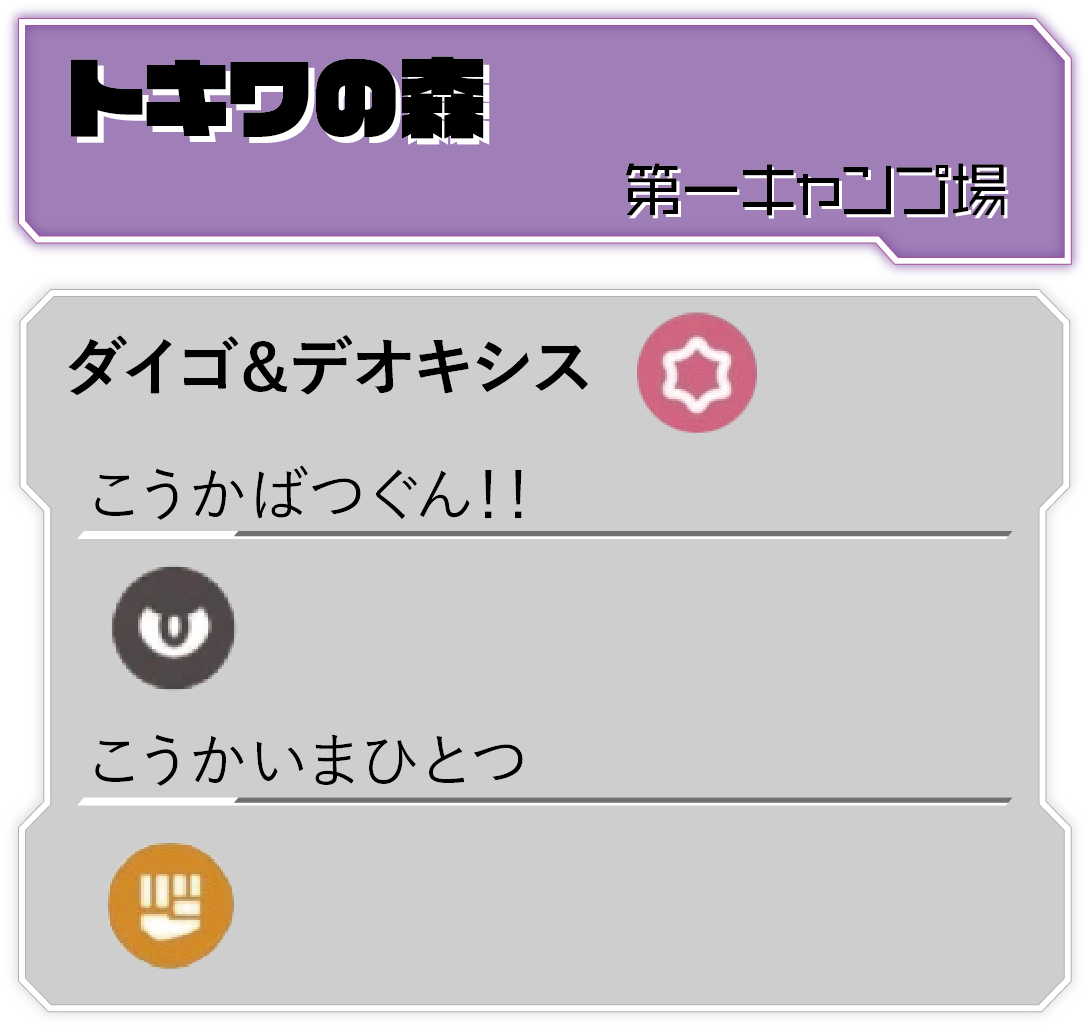 トキワの森
第一キャンプ場
ダイゴ&デオキシス
こうかばつぐん!!
こうかいまひとつ